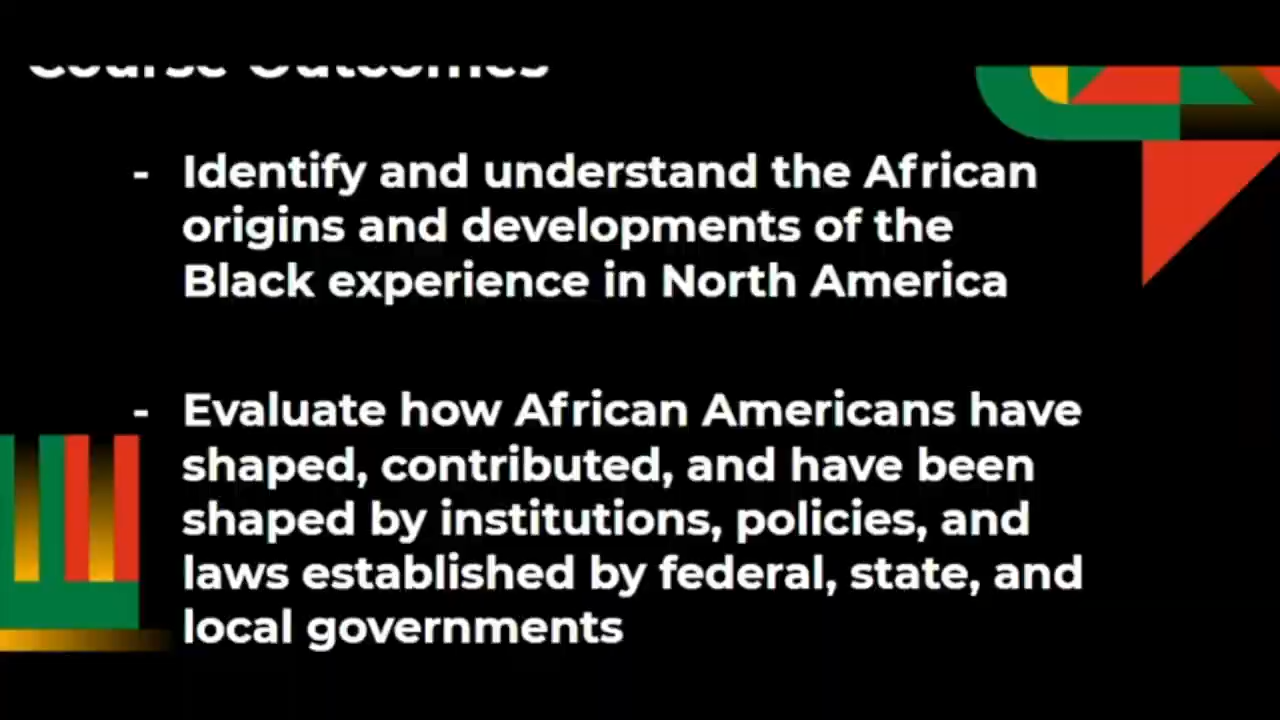 Course Outcomes
- Identify and understand the African
origins and developments of the
Black experience in North America
- Evaluate how African Americans have
shaped, contributed, and have been
shaped by institutions, policies, and
laws established by federal, state, and
local governments